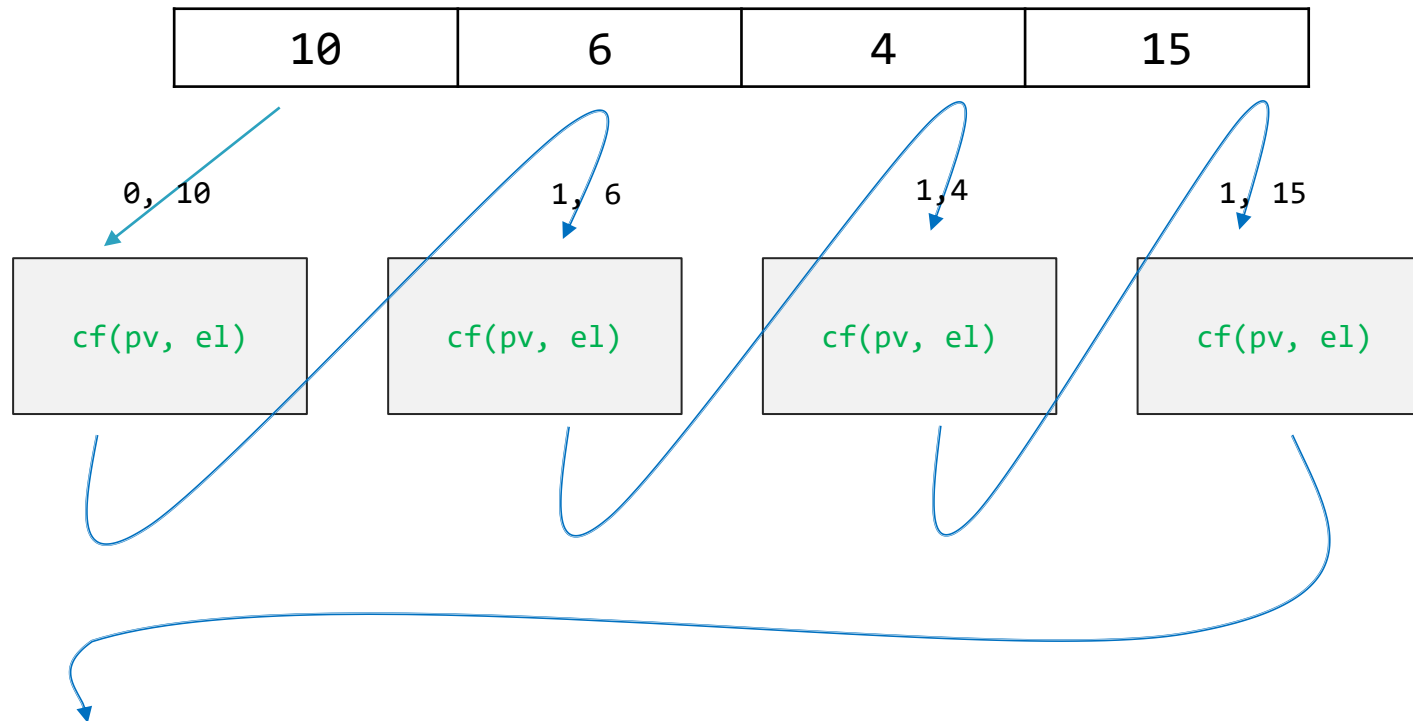 10 6 4 15
0, 10 1, 6 1,4 1, 15
cf(pv, el) cf(pv, el) cf(pv, el) cf(pv, el)